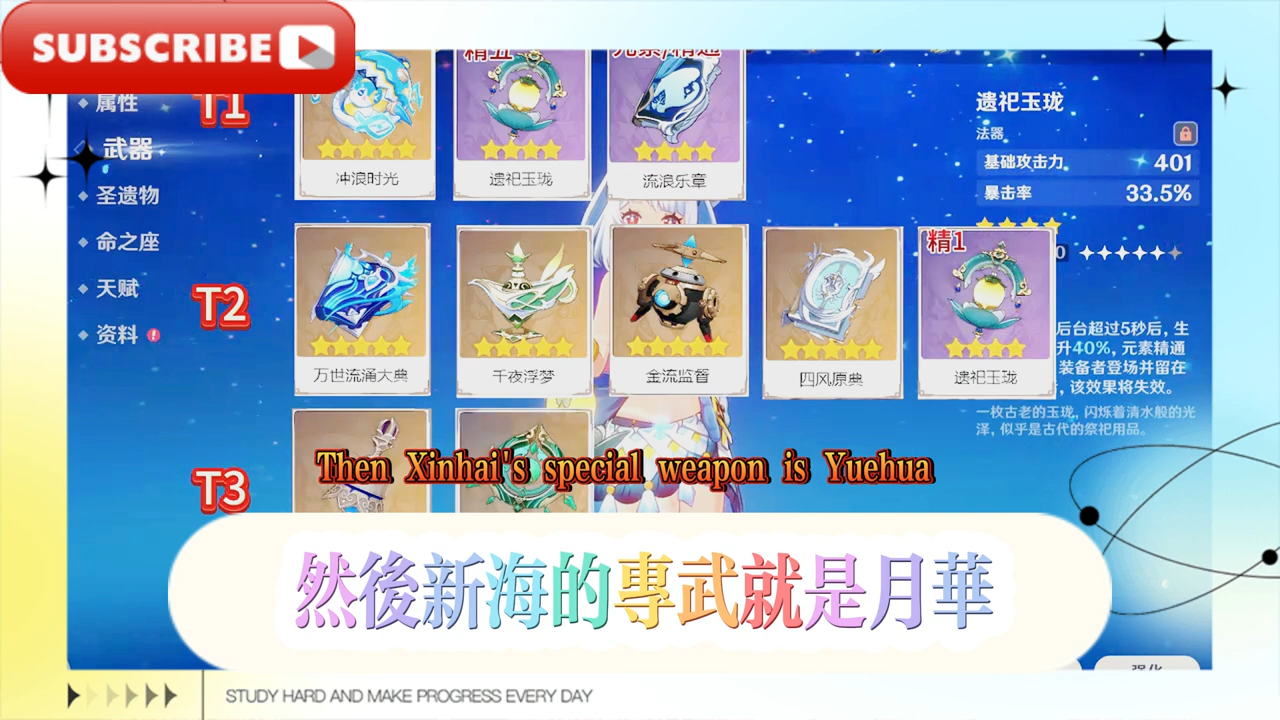 SUBSCRIBE
属性
武器
圣遗物
命之座
天赋
资料
T1
精五
冲浪时光
遗祀玉珑
流浪乐章
T2
精1
万世流涌大典
千夜浮梦
金流监督
四风原典
遗祀玉珑
T3
遗祀玉珑
法器
基础攻击力
401
暴击率
33.5%
后台超过5秒后, 生
升40%, 元素精通
装备者登场并留在
, 该效果将失效。
一枚古老的玉珑, 闪烁着清水般的光
泽, 似乎是古代的祭祀用品。
Then Xinhai's special weapon is Yuehua
然後新海的專武就是月華
STUDY HARD AND MAKE PROGRESS EVERY DAY